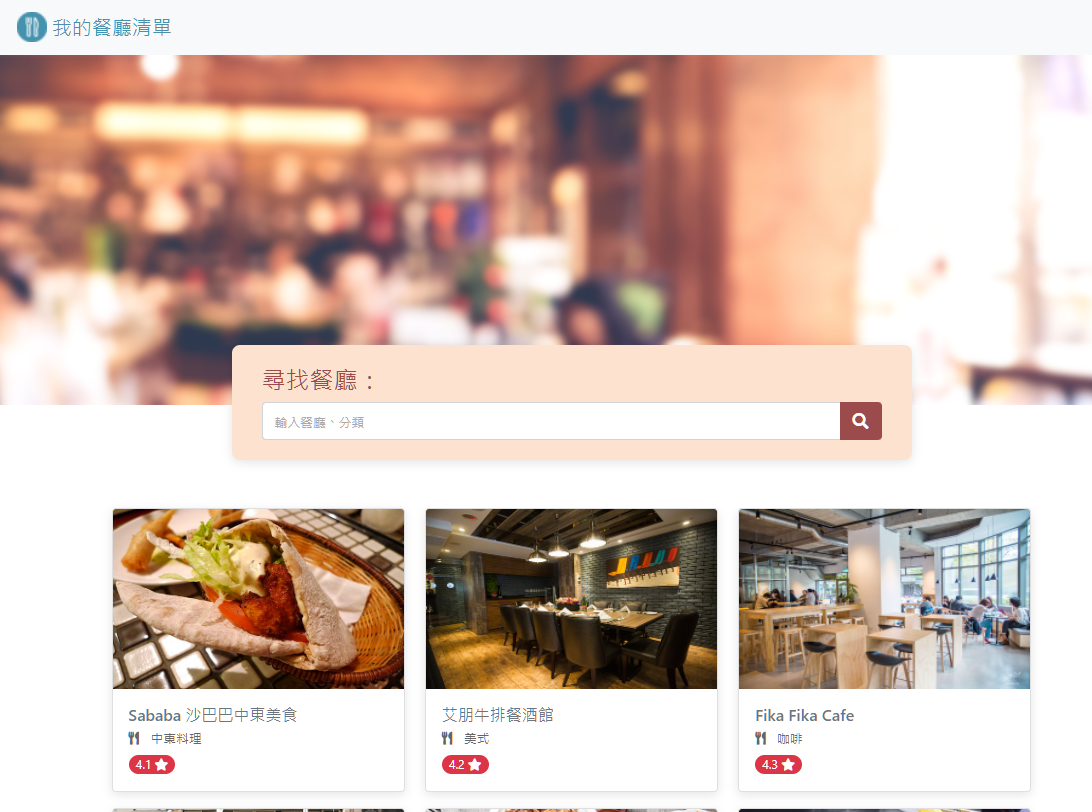 我的餐廳清單
尋找餐廳：
輸入餐廳、分類
Sababa 沙巴巴中東美食
中東料理
4.1
艾朋牛排餐酒館
美式
4.2
Fika Fika Cafe
咖啡
4.3